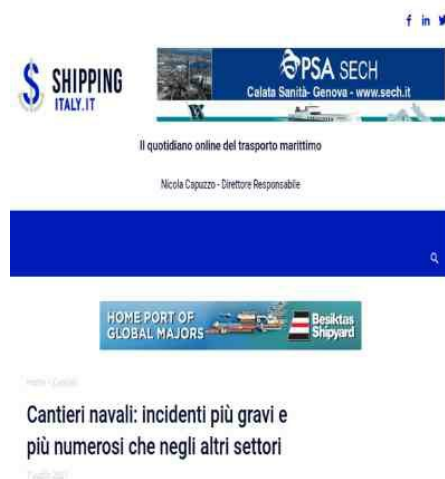 f in
SHIPPING
ITALY.IT
PSA SECH
Calata Sanità- Genova - www.sech.it
Il quotidiano online del trasporto marittimo
Nicola Capuzzo - Direttore Responsabile
HOME PORT OF
GLOBAL MAJORS
Besiktas
Shipyard
Home
Cantieri navali: incidenti più gravi e
più numerosi che negli altri settori